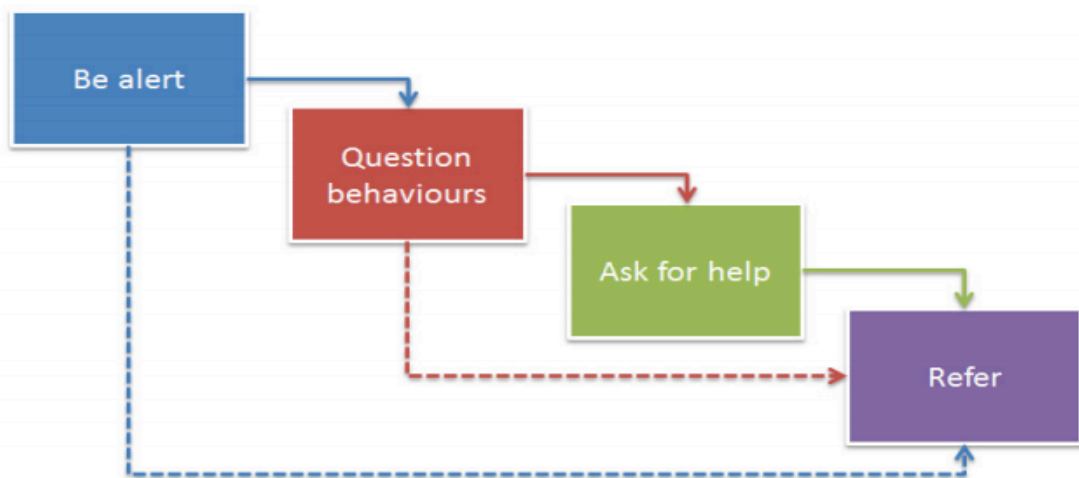 Be alert
Question
behaviours
Ask for help
Refer